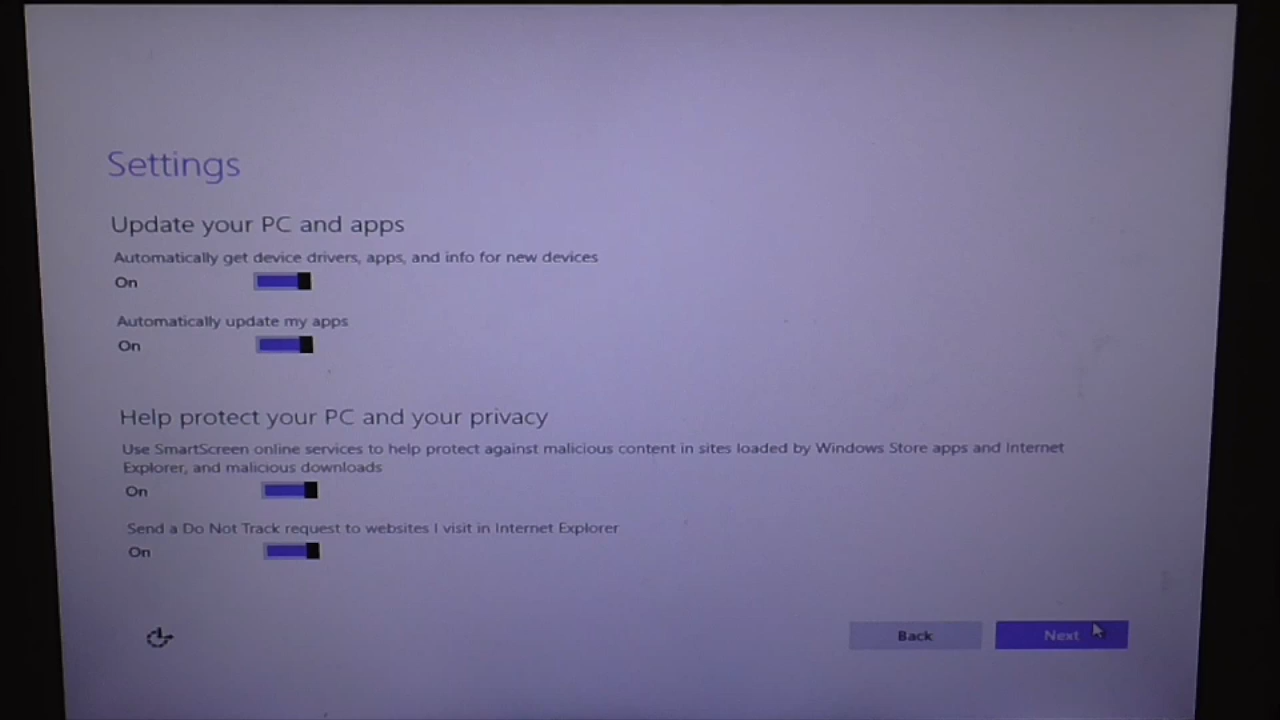 Settings
Update your PC and apps
Automatically get device drivers, apps, and info for new devices
On
Automatically update my apps
On
Help protect your PC and your privacy
Use SmartScreen online services to help protect against malicious content in sites loaded by Windows Store apps and Internet
Explorer, and malicious downloads
On
Send a Do Not Track request to websites I visit in Internet Explorer
On
Back
Next